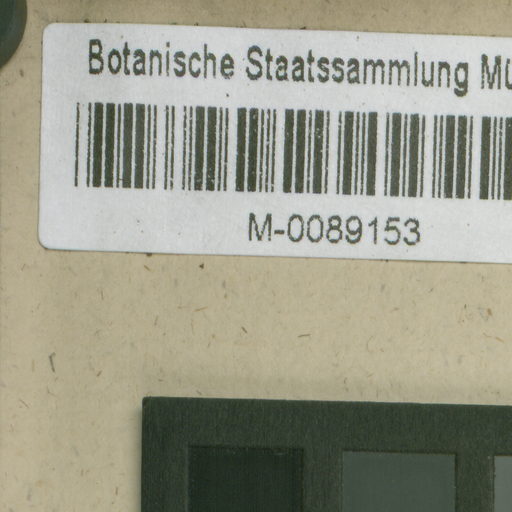 Botanische Staatssammlung Mü
M-0089153